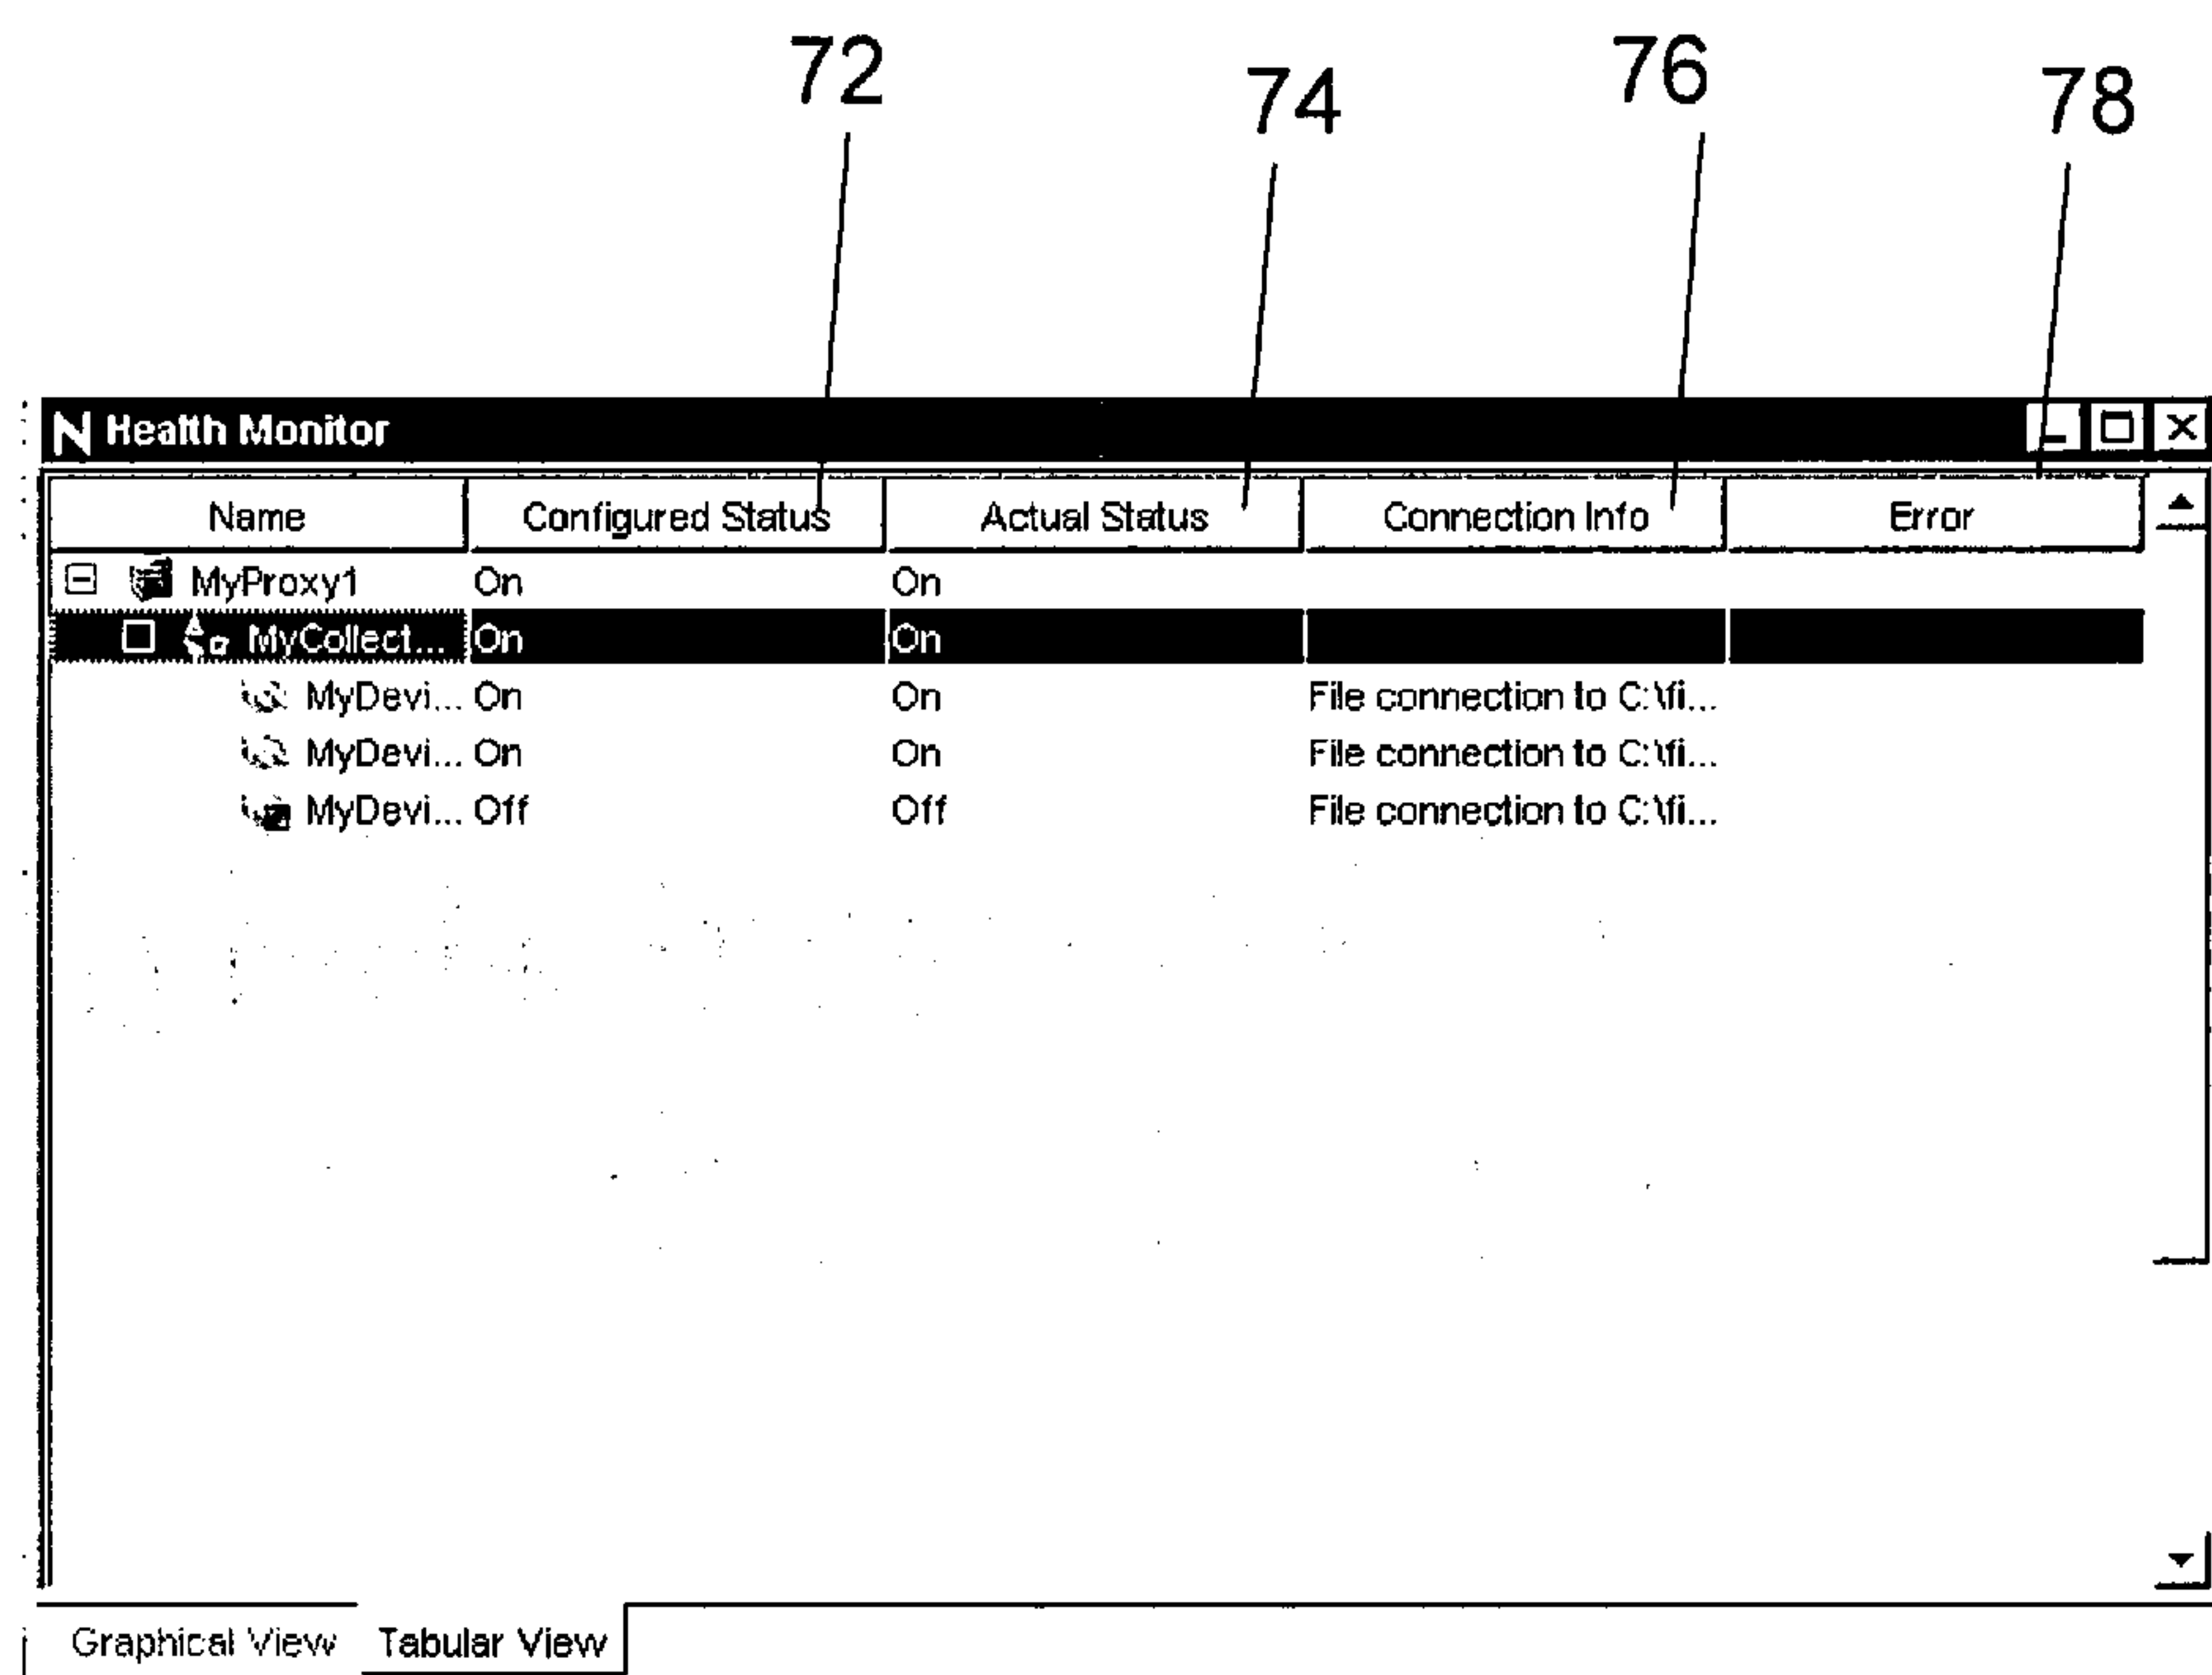 72 74 76 78
N Health Monitor
Name Configured Status Actual Status Connection Info Error
MyProxy1 On On
MyCollect... On On
MyDevi... On On File connection to C:\fi...
MyDevi... On On File connection to C:\fi...
MyDevi... Off Off File connection to C:\fi...
Graphical View Tabular View